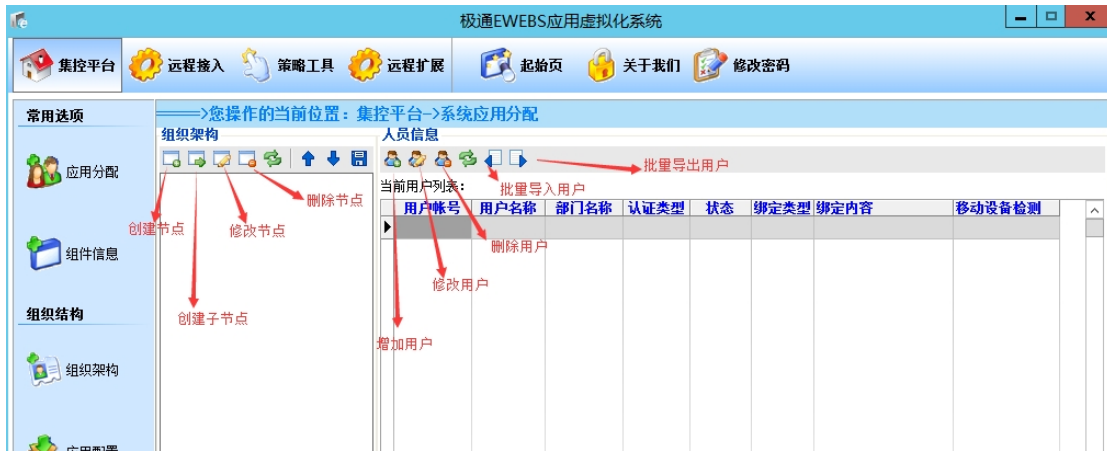 极通EWEBS应用虚拟化系统
集控平台 远程接入 策略工具 远程扩展 起始页 关于我们 修改密码
常用选项
====>您操作的当前位置：集控平台->系统应用分配
组织架构 人员信息
应用分配
批量导出用户
当前用户列表：
批量导入用户
删除节点
用户帐号 用户名称 部门名称 认证类型 状态 绑定类型 绑定内容 移动设备检测
创建节点 修改节点
删除用户
组件信息
修改用户
组织结构
创建子节点
增加用户
组织架构
应用配置